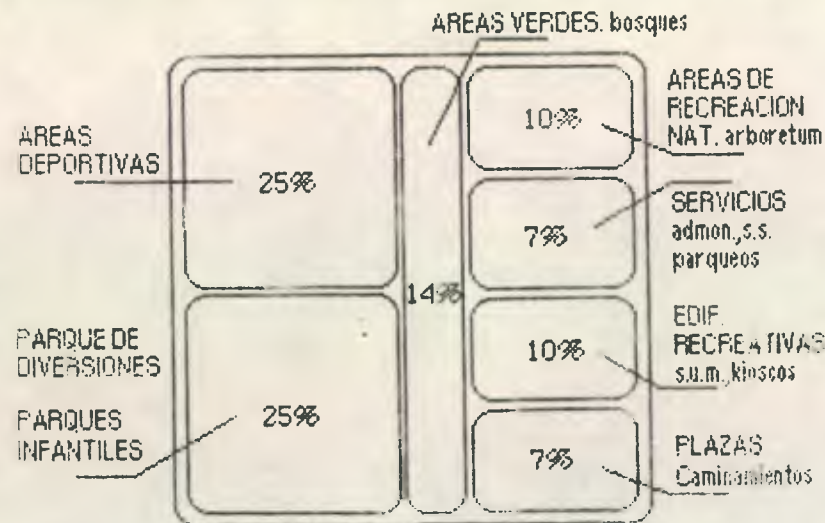 AREAS VERDES. bosques
AREAS
DEPORTIVAS
25%
14%
10%
AREAS DE
RECREACION
NAT. arboretum
7%
SERVICIOS
admon.,s.s.
parqueos
PARQUE DE
DIVERSIONES
PARQUES
INFANTILES
25%
10%
EDIF.
RECREATIVAS
s.u.m.,kioscos
7%
PLAZAS
Caminamientos